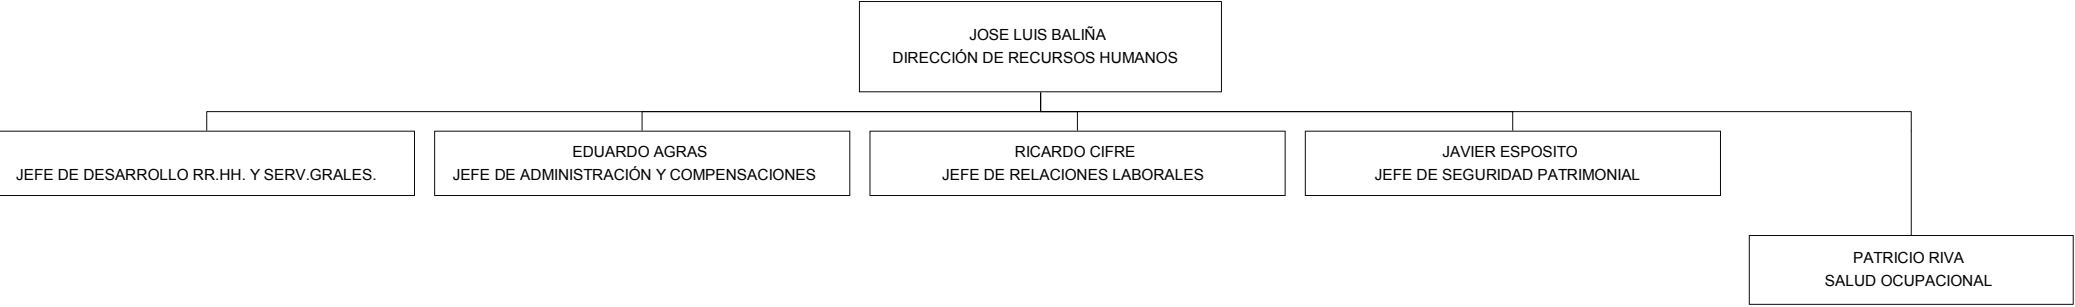 JOSE LUIS BALIÑA
DIRECCIÓN DE RECURSOS HUMANOS
JEFE DE DESARROLLO RR.HH. Y SERV.GRALES.
EDUARDO AGRAS
JEFE DE ADMINISTRACIÓN Y COMPENSACIONES
RICARDO CIFRE
JEFE DE RELACIONES LABORALES
JAVIER ESPOSITO
JEFE DE SEGURIDAD PATRIMONIAL
PATRICIO RIVA
SALUD OCUPACIONAL